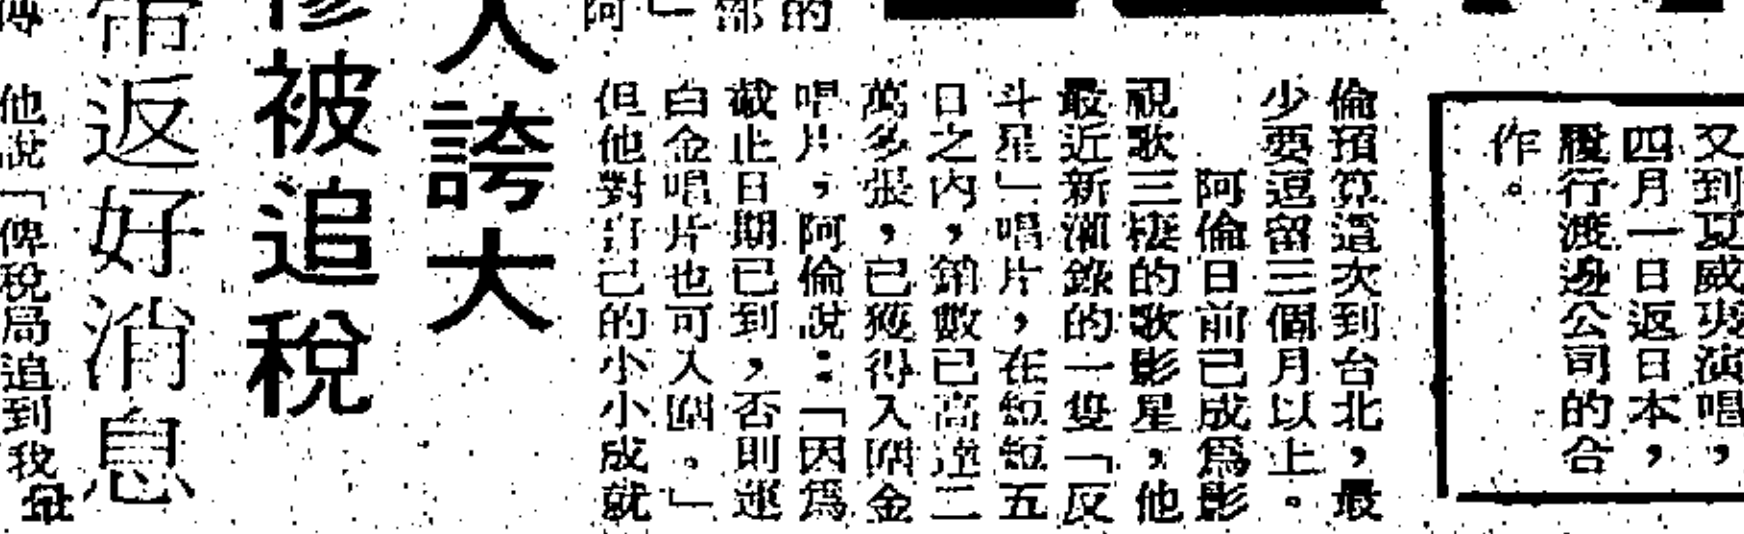 又到夏威夷演唱，
四月一日返日本，
履行渡邊公司的合
作。
倫預算這次到台北，最
少要逗留三個月以上。
阿倫日前已成為影
視歌三棲的歌影星，他
最近新灌錄的一隻「反
斗星」唱片，在短短五
日之內，銷數已高達二
萬多張，已獲得入圍金
唱片，阿倫說：「因為
截止日期已到，否則連
白金唱片也可入圍。」
但他對自己的小小成就
的
部
」
阿
人誇大
被追稅
帶返好消息
他說「俾稅局追到我